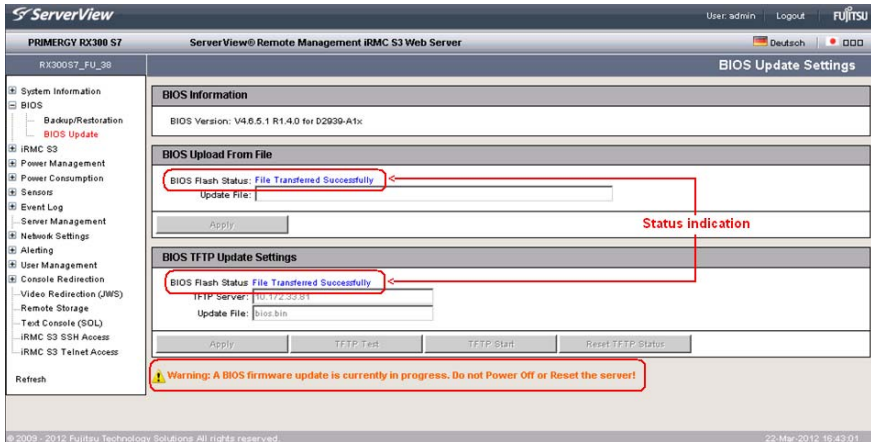 ServerView
User: admin Logout FUJITSU
PRIMERGY RX300 S7 ServerView® Remote Management iRMC S3 Web Server Deutsch
RX300S7_FU_38 BIOS Update Settings
System Information
BIOS
Backup/Restoration
BIOS Update
iRMC S3
Power Management
Power Consumption
Sensors
Event Log
Server Management
Network Settings
Alerting
User Management
Console Redirection
Video Redirection (JWS)
Remote Storage
Text Console (SOL)
iRMC S3 SSH Access
iRMC S3 Telnet Access
Refresh
BIOS Information
BIOS Version: V4.6.5.1 R1.4.0 for D2939-A1x
BIOS Upload From File
BIOS Flash Status: File Transferred Successfully
Update File:
Apply
Status indication
BIOS TFTP Update Settings
BIOS Flash Status File Transferred Successfully
TFTP Server: 10.172.33.81
Update File: bios.bin
Apply TFTP Test TFTP Start Reset TFTP Status
Warning: A BIOS firmware update is currently in progress. Do not Power Off or Reset the server!
© 2009 - 2012 Fujitsu Technology Solutions All rights reserved. 22-Mar-2012 16:43:01